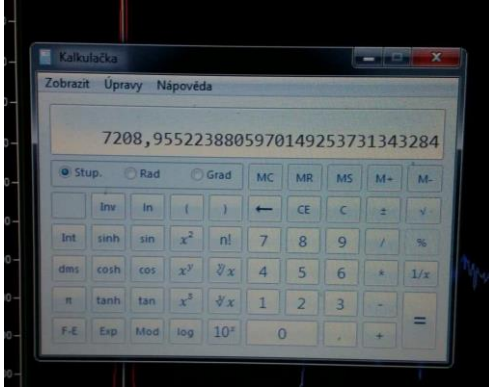 Kalkulačka
Zobrazit Úpravy Nápověda
7208,955223880597014925373134328​4
Stup. Rad Grad MC MR MS M+ M-
Inv ln ( ) ← CE C ± √
Int sinh sin x² n! 7 8 9 / %
dms cosh cos xʸ ʸ√x 4 5 6 * 1/x
π tanh tan x³ ³√x 1 2 3 - =
F-E Exp Mod log 10ˣ 0 , +